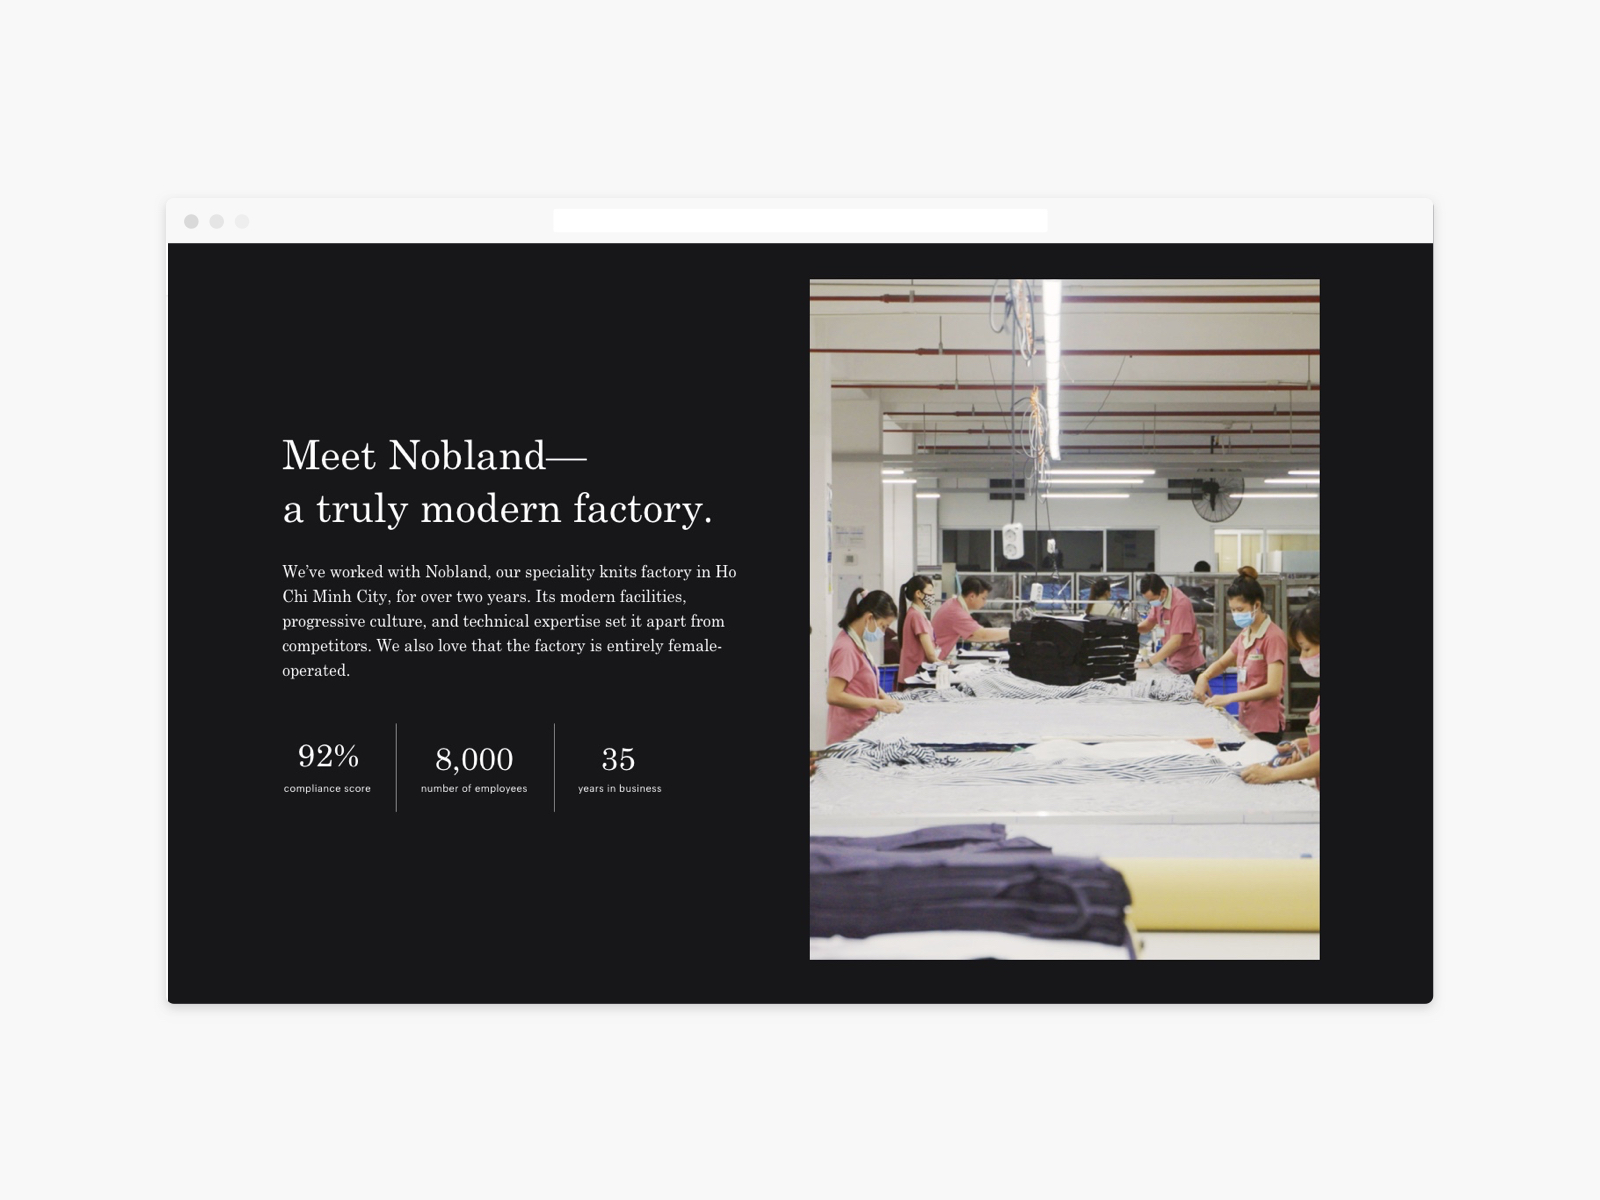 Meet Nobland—
a truly modern factory.
We’ve worked with Nobland, our speciality knits factory in Ho
Chi Minh City, for over two years. Its modern facilities,
progressive culture, and technical expertise set it apart from
competitors. We also love that the factory is entirely female-
operated.
92%
compliance score
8,000
number of employees
35
years in business